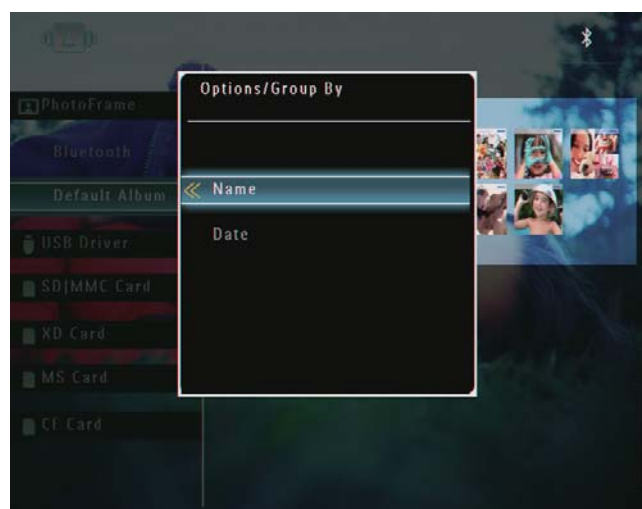 Options/Group By
Name
Date
PhotoFrame
Bluetooth
Default Album
USB Driver
SD|MMC Card
XD Card
MS Card
CF Card